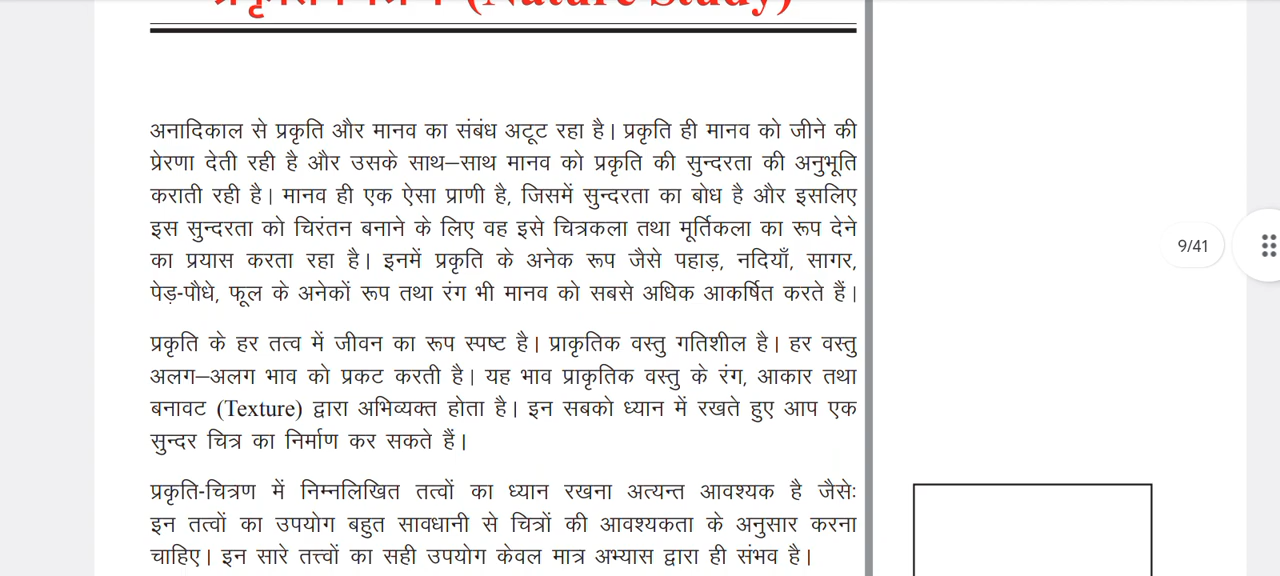 (Nature Study)
अनादिकाल से प्रकृति और मानव का संबंध अटूट रहा है। प्रकृति ही मानव को जीने की
प्रेरणा देती रही है और उसके साथ–साथ मानव को प्रकृति की सुन्दरता की अनुभूति
कराती रही है। मानव ही एक ऐसा प्राणी है, जिसमें सुन्दरता का बोध है और इसलिए
इस सुन्दरता को चिरंतन बनाने के लिए वह इसे चित्रकला तथा मूर्तिकला का रूप देने
का प्रयास करता रहा है। इनमें प्रकृति के अनेक रूप जैसे पहाड़, नदियाँ, सागर,
पेड़-पौधे, फूल के अनेकों रूप तथा रंग भी मानव को सबसे अधिक आकर्षित करते हैं।
प्रकृति के हर तत्व में जीवन का रूप स्पष्ट है। प्राकृतिक वस्तु गतिशील है। हर वस्तु
अलग–अलग भाव को प्रकट करती है। यह भाव प्राकृतिक वस्तु के रंग, आकार तथा
बनावट (Texture) द्वारा अभिव्यक्त होता है। इन सबको ध्यान में रखते हुए आप एक
सुन्दर चित्र का निर्माण कर सकते हैं।
प्रकृति-चित्रण में निम्नलिखित तत्वों का ध्यान रखना अत्यन्त आवश्यक है जैसेः
इन तत्वों का उपयोग बहुत सावधानी से चित्रों की आवश्यकता के अनुसार करना
चाहिए। इन सारे तत्त्वों का सही उपयोग केवल मात्र अभ्यास द्वारा ही संभव है।
9/41